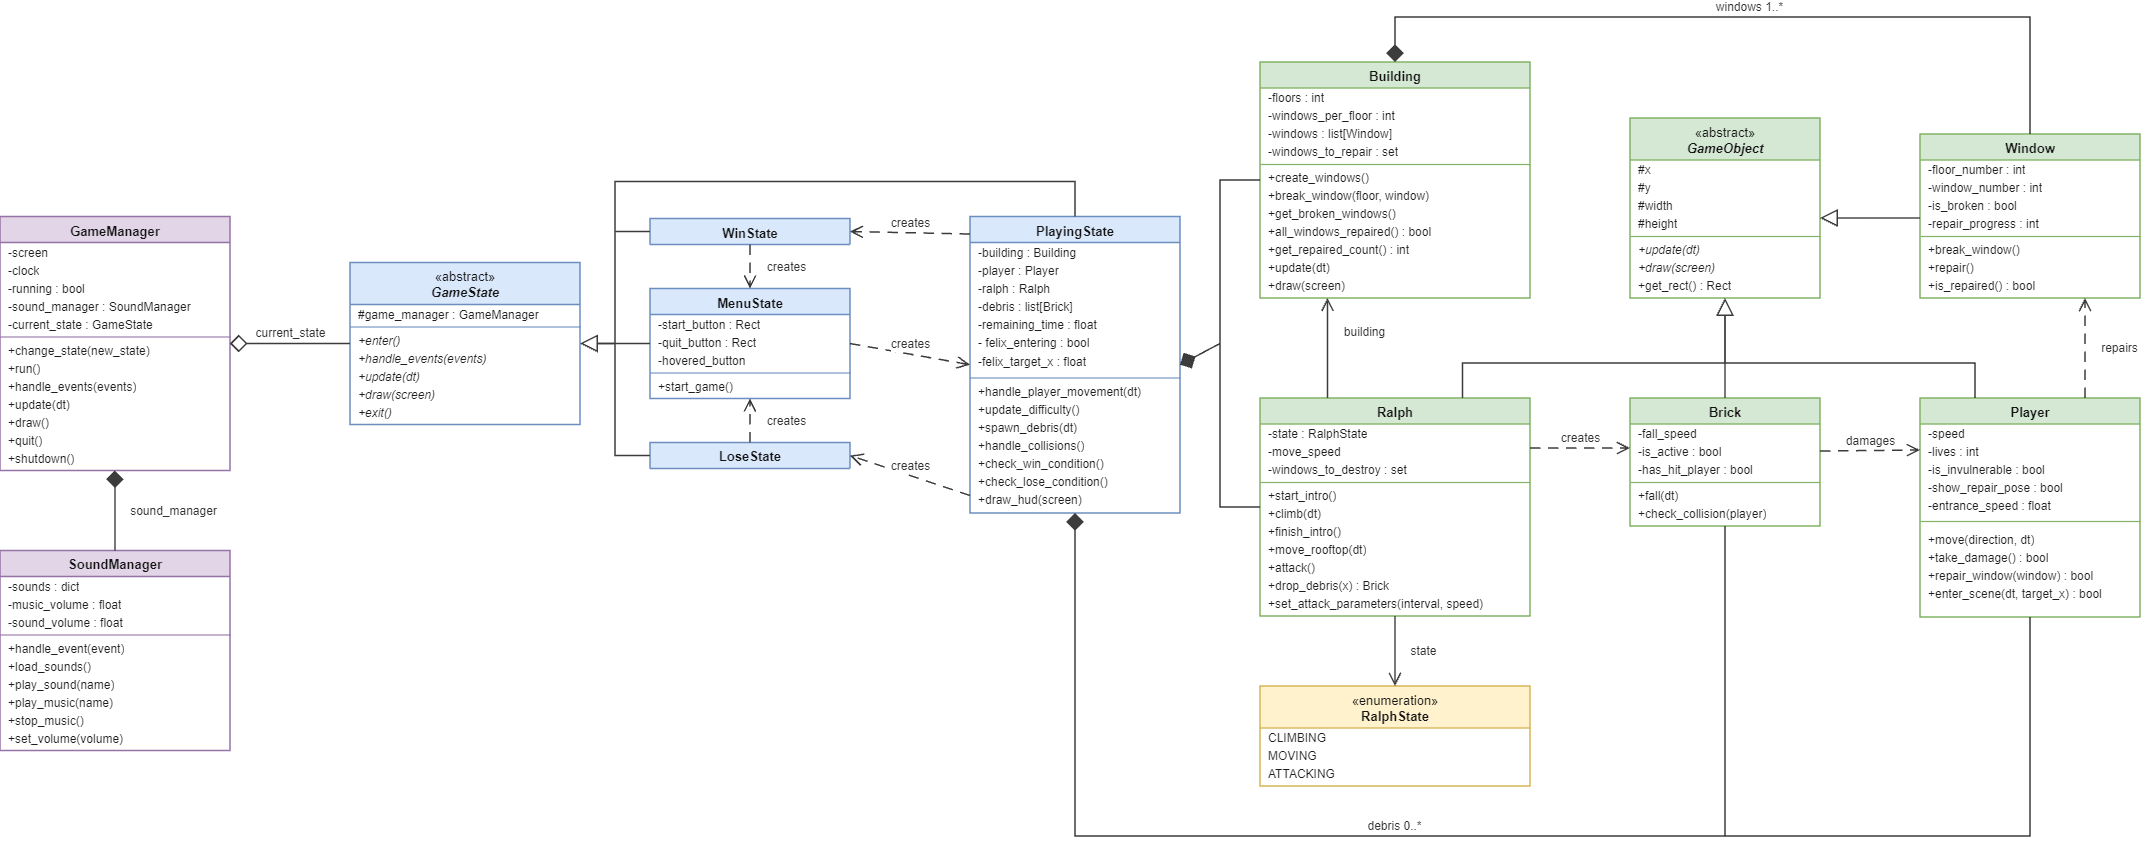 GameManager
-screen
-clock
-running : bool
-sound_manager : SoundManager
-current_state : GameState
+change_state(new_state)
+run()
+handle_events(events)
+update(dt)
+draw()
+quit()
+shutdown()
sound_manager
SoundManager
-sounds : dict
-music_volume : float
-sound_volume : float
+handle_event(event)
+load_sounds()
+play_sound(name)
+play_music(name)
+stop_music()
+set_volume(volume)
current_state
«abstract»
GameState
#game_manager : GameManager
+enter()
+handle_events(events)
+update(dt)
+draw(screen)
+exit()
WinState
creates
creates
MenuState
-start_button : Rect
-quit_button : Rect
-hovered_button
+start_game()
creates
creates
LoseState
creates
PlayingState
-building : Building
-player : Player
-ralph : Ralph
-debris : list[Brick]
-remaining_time : float
- felix_entering : bool
-felix_target_x : float
+handle_player_movement(dt)
+update_difficulty()
+spawn_debris(dt)
+handle_collisions()
+check_win_condition()
+check_lose_condition()
+draw_hud(screen)
windows 1..*
Building
-floors : int
-windows_per_floor : int
-windows : list[Window]
-windows_to_repair : set
+create_windows()
+break_window(floor, window)
+get_broken_windows()
+all_windows_repaired() : bool
+get_repaired_count() : int
+update(dt)
+draw(screen)
building
Ralph
-state : RalphState
-move_speed
-windows_to_destroy : set
+start_intro()
+climb(dt)
+finish_intro()
+move_rooftop(dt)
+attack()
+drop_debris(x) : Brick
+set_attack_parameters(interval, speed)
state
«enumeration»
RalphState
CLIMBING
MOVING
ATTACKING
«abstract»
GameObject
#x
#y
#width
#height
+update(dt)
+draw(screen)
+get_rect() : Rect
creates
Brick
-fall_speed
-is_active : bool
-has_hit_player : bool
+fall(dt)
+check_collision(player)
damages
Window
-floor_number : int
-window_number : int
-is_broken : bool
-repair_progress : int
+break_window()
+repair()
+is_repaired() : bool
repairs
Player
-speed
-lives : int
-is_invulnerable : bool
-show_repair_pose : bool
-entrance_speed : float
+move(direction, dt)
+take_damage() : bool
+repair_window(window) : bool
+enter_scene(dt, target_x) : bool
debris 0..*